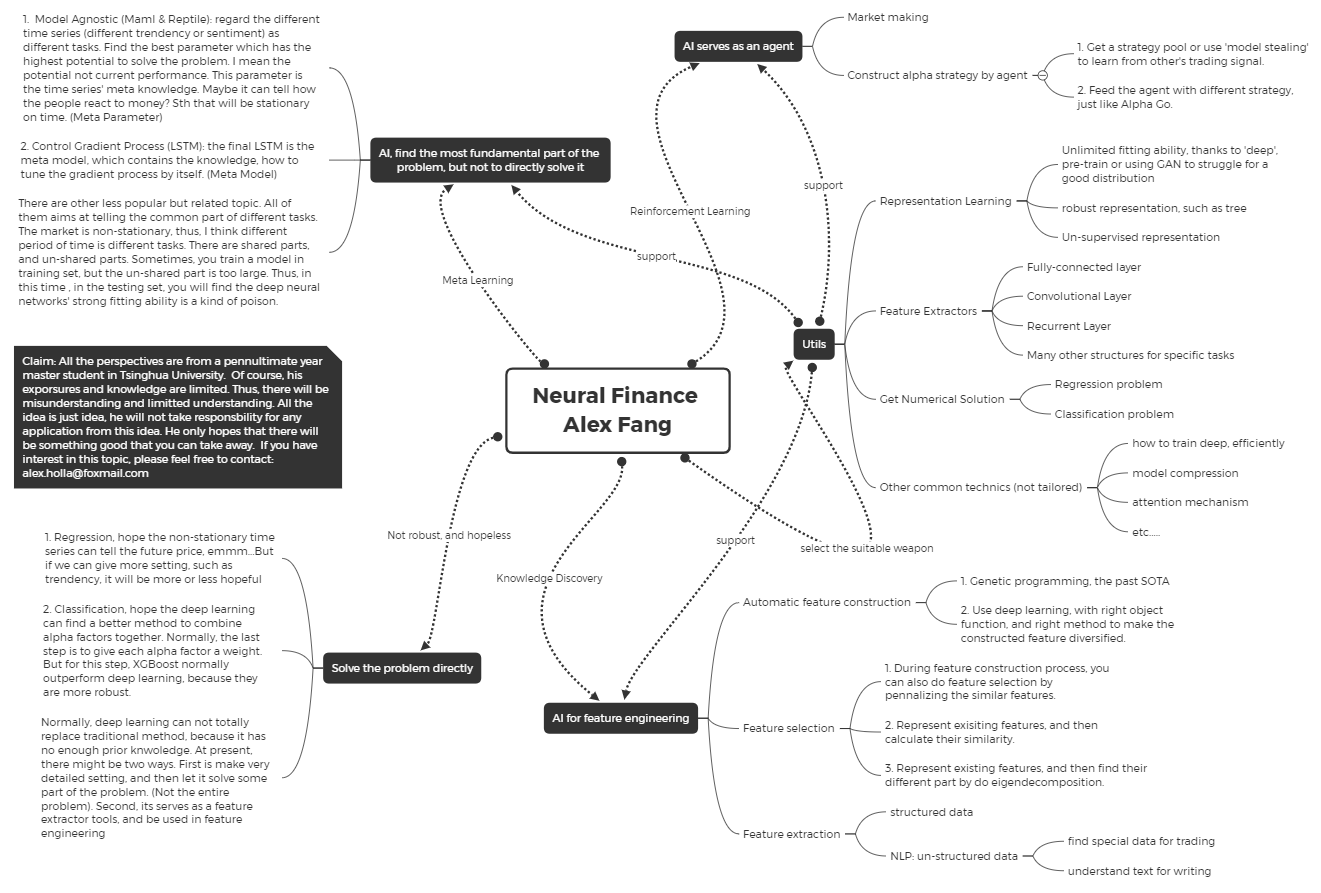 1.  Model Agnostic (Maml & Reptile): regard the different
time series (different trendency or sentiment) as
different tasks. Find the best parameter which has the
highest potential to solve the problem. I mean the
potential not current performance. This parameter is
the time series' meta knowledge. Maybe it can tell how
the people react to money? Sth that will be stationary
on time. (Meta Parameter)
2. Control Gradient Process (LSTM): the final LSTM is the
meta model, which contains the knowledge, how to
tune the gradient process by itself. (Meta Model)
There are other less popular but related topic. All of
them aims at telling the common part of different tasks.
The market is non-stationary, thus, I think different
period of time is different tasks. There are shared parts,
and un-shared parts. Sometimes, you train a model in
training set, but the un-shared part is too large. Thus, in
this time , in the testing set, you will find the deep neural
networks' strong fitting ability is a kind of poison.
AI, find the most fundamental part of the
problem, but not to directly solve it
Meta Learning
AI serves as an agent
Market making
Construct alpha strategy by agent
1. Get a strategy pool or use 'model stealing'
to learn from other's trading signal.
2. Feed the agent with different strategy,
just like Alpha Go.
Reinforcement Learning
support
support
Utils
Representation Learning
Unlimited fitting ability, thanks to 'deep',
pre-train or using GAN to struggle for a
good distribution
robust representation, such as tree
Un-supervised representation
Feature Extractors
Fully-connected layer
Convolutional Layer
Recurrent Layer
Many other structures for specific tasks
Get Numerical Solution
Regression problem
Classification problem
Other common technics (not tailored)
how to train deep, efficiently
model compression
attention mechanism
etc.....
Neural Finance
Alex Fang
Claim: All the perspectives are from a pennultimate year
master student in Tsinghua University.  Of course, his
exporsures and knowledge are limited. Thus, there will be
misunderstanding and limitted understanding. All the
idea is just idea, he will not take responsbility for any
application from this idea. He only hopes that there will
be something good that you can take away.  If you have
interest in this topic, please feel free to contact:
alex.holla@foxmail.com
Not robust, and hopeless
Knowledge Discovery
support
select the suitable weapon
1. Regression, hope the non-stationary time
series can tell the future price, emmm...But
if we can give more setting, such as
trendency, it will be more or less hopeful
2. Classification, hope the deep learning
can find a better method to combine
alpha factors together. Normally, the last
step is to give each alpha factor a weight.
But for this step, XGBoost normally
outperform deep learning, because they
are more robust.
Normally, deep learning can not totally
replace traditional method, because it has
no enough prior knwoledge. At present,
there might be two ways. First is make very
detailed setting, and then let it solve some
part of the problem. (Not the entire
problem). Second, its serves as a feature
extractor tools, and be used in feature
engineering
Solve the problem directly
AI for feature engineering
Automatic feature construction
1. Genetic programming, the past SOTA
2. Use deep learning, with right object
function, and right method to make the
constructed feature diversified.
Feature selection
1. During feature construction process, you
can also do feature selection by
pennalizing the similar features.
2. Represent exisiting features, and then
calculate their similarity.
3. Represent existing features, and then find their
different part by do eigendecomposition.
Feature extraction
structured data
NLP: un-structured data
find special data for trading
understand text for writing